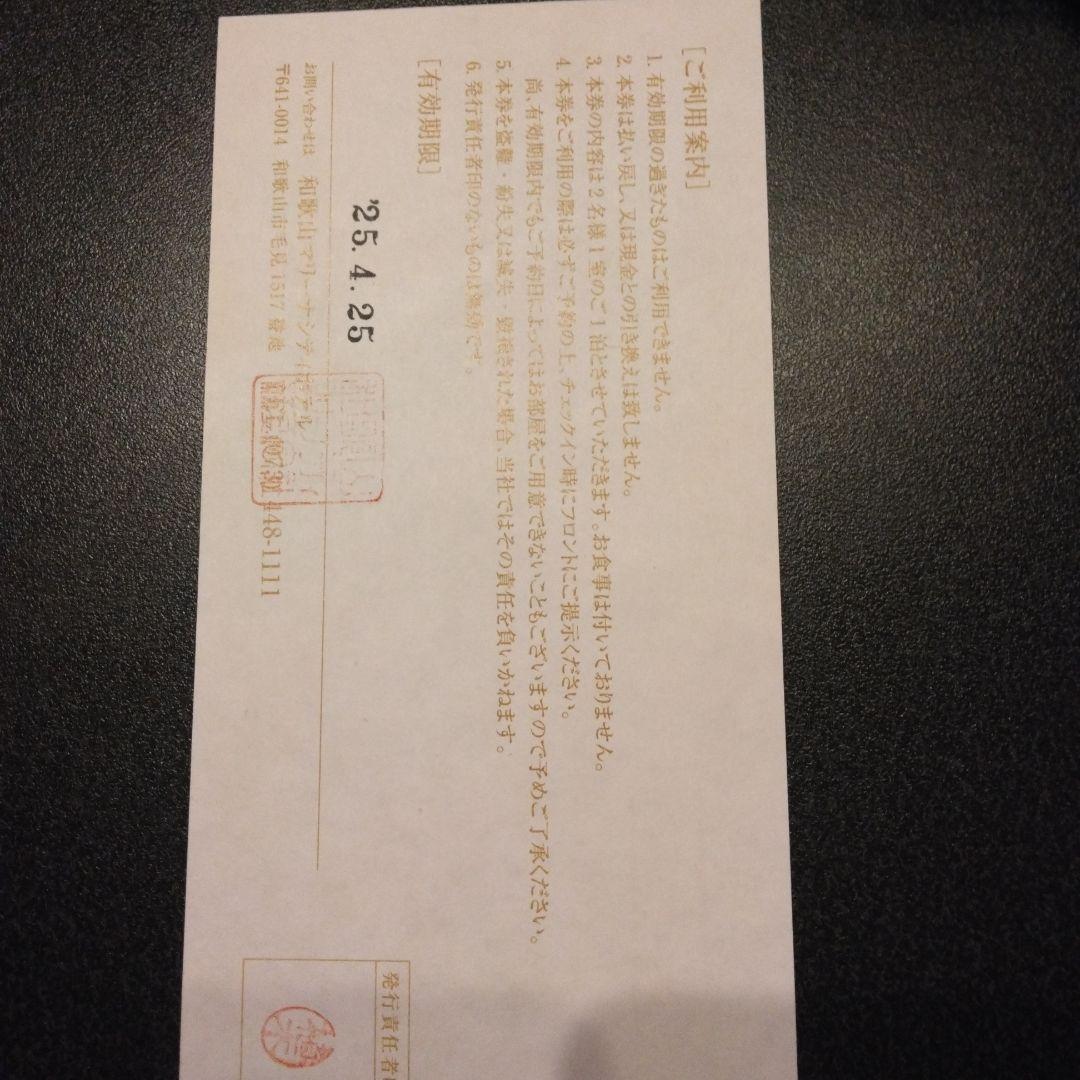 ［ご利用案内］
1. 有効期限の過ぎたものはご利用できません。
2. 本券は払い戻し、又は現金との引き換えは致しません。
3. 本券の内容は2名様1室のご1泊とさせていただきます。お食事は付いておりません。
4. 本券をご利用の際は必ずご予約の上、チェックイン時にフロントにご提示ください。
尚、有効期限内でもご予約日によってはお部屋をご用意できないこともございますので予めご了承ください。
5. 本券を盗難・紛失又は滅失・毀損された場合、当社ではその責任を負いかねます。
6. 発行責任者印のないものは無効です。
［有効期限］
'25.4.25
お問い合わせは 和歌山マリーナシティホテル
〒641-0014 和歌山市毛見1517番地 448-1111
発行責任者